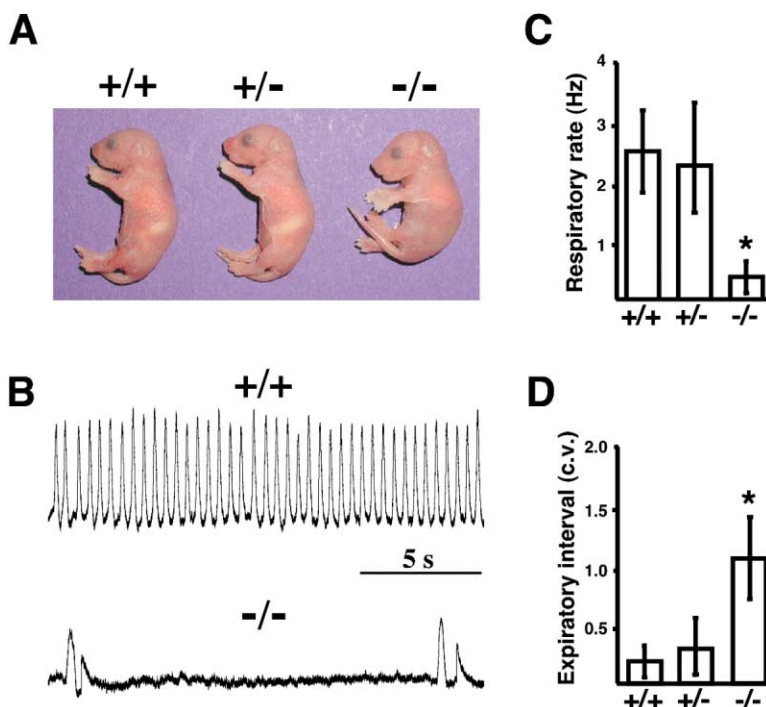 A
+/+ +/- -/-
B
+/+
5 s
-/-
C
Respiratory rate (Hz)
4
3
2
1
*
+/+ +/- -/-
D
Expiratory interval (c.v.)
2.0
1.5
1.0
0.5
*
+/+ +/- -/-